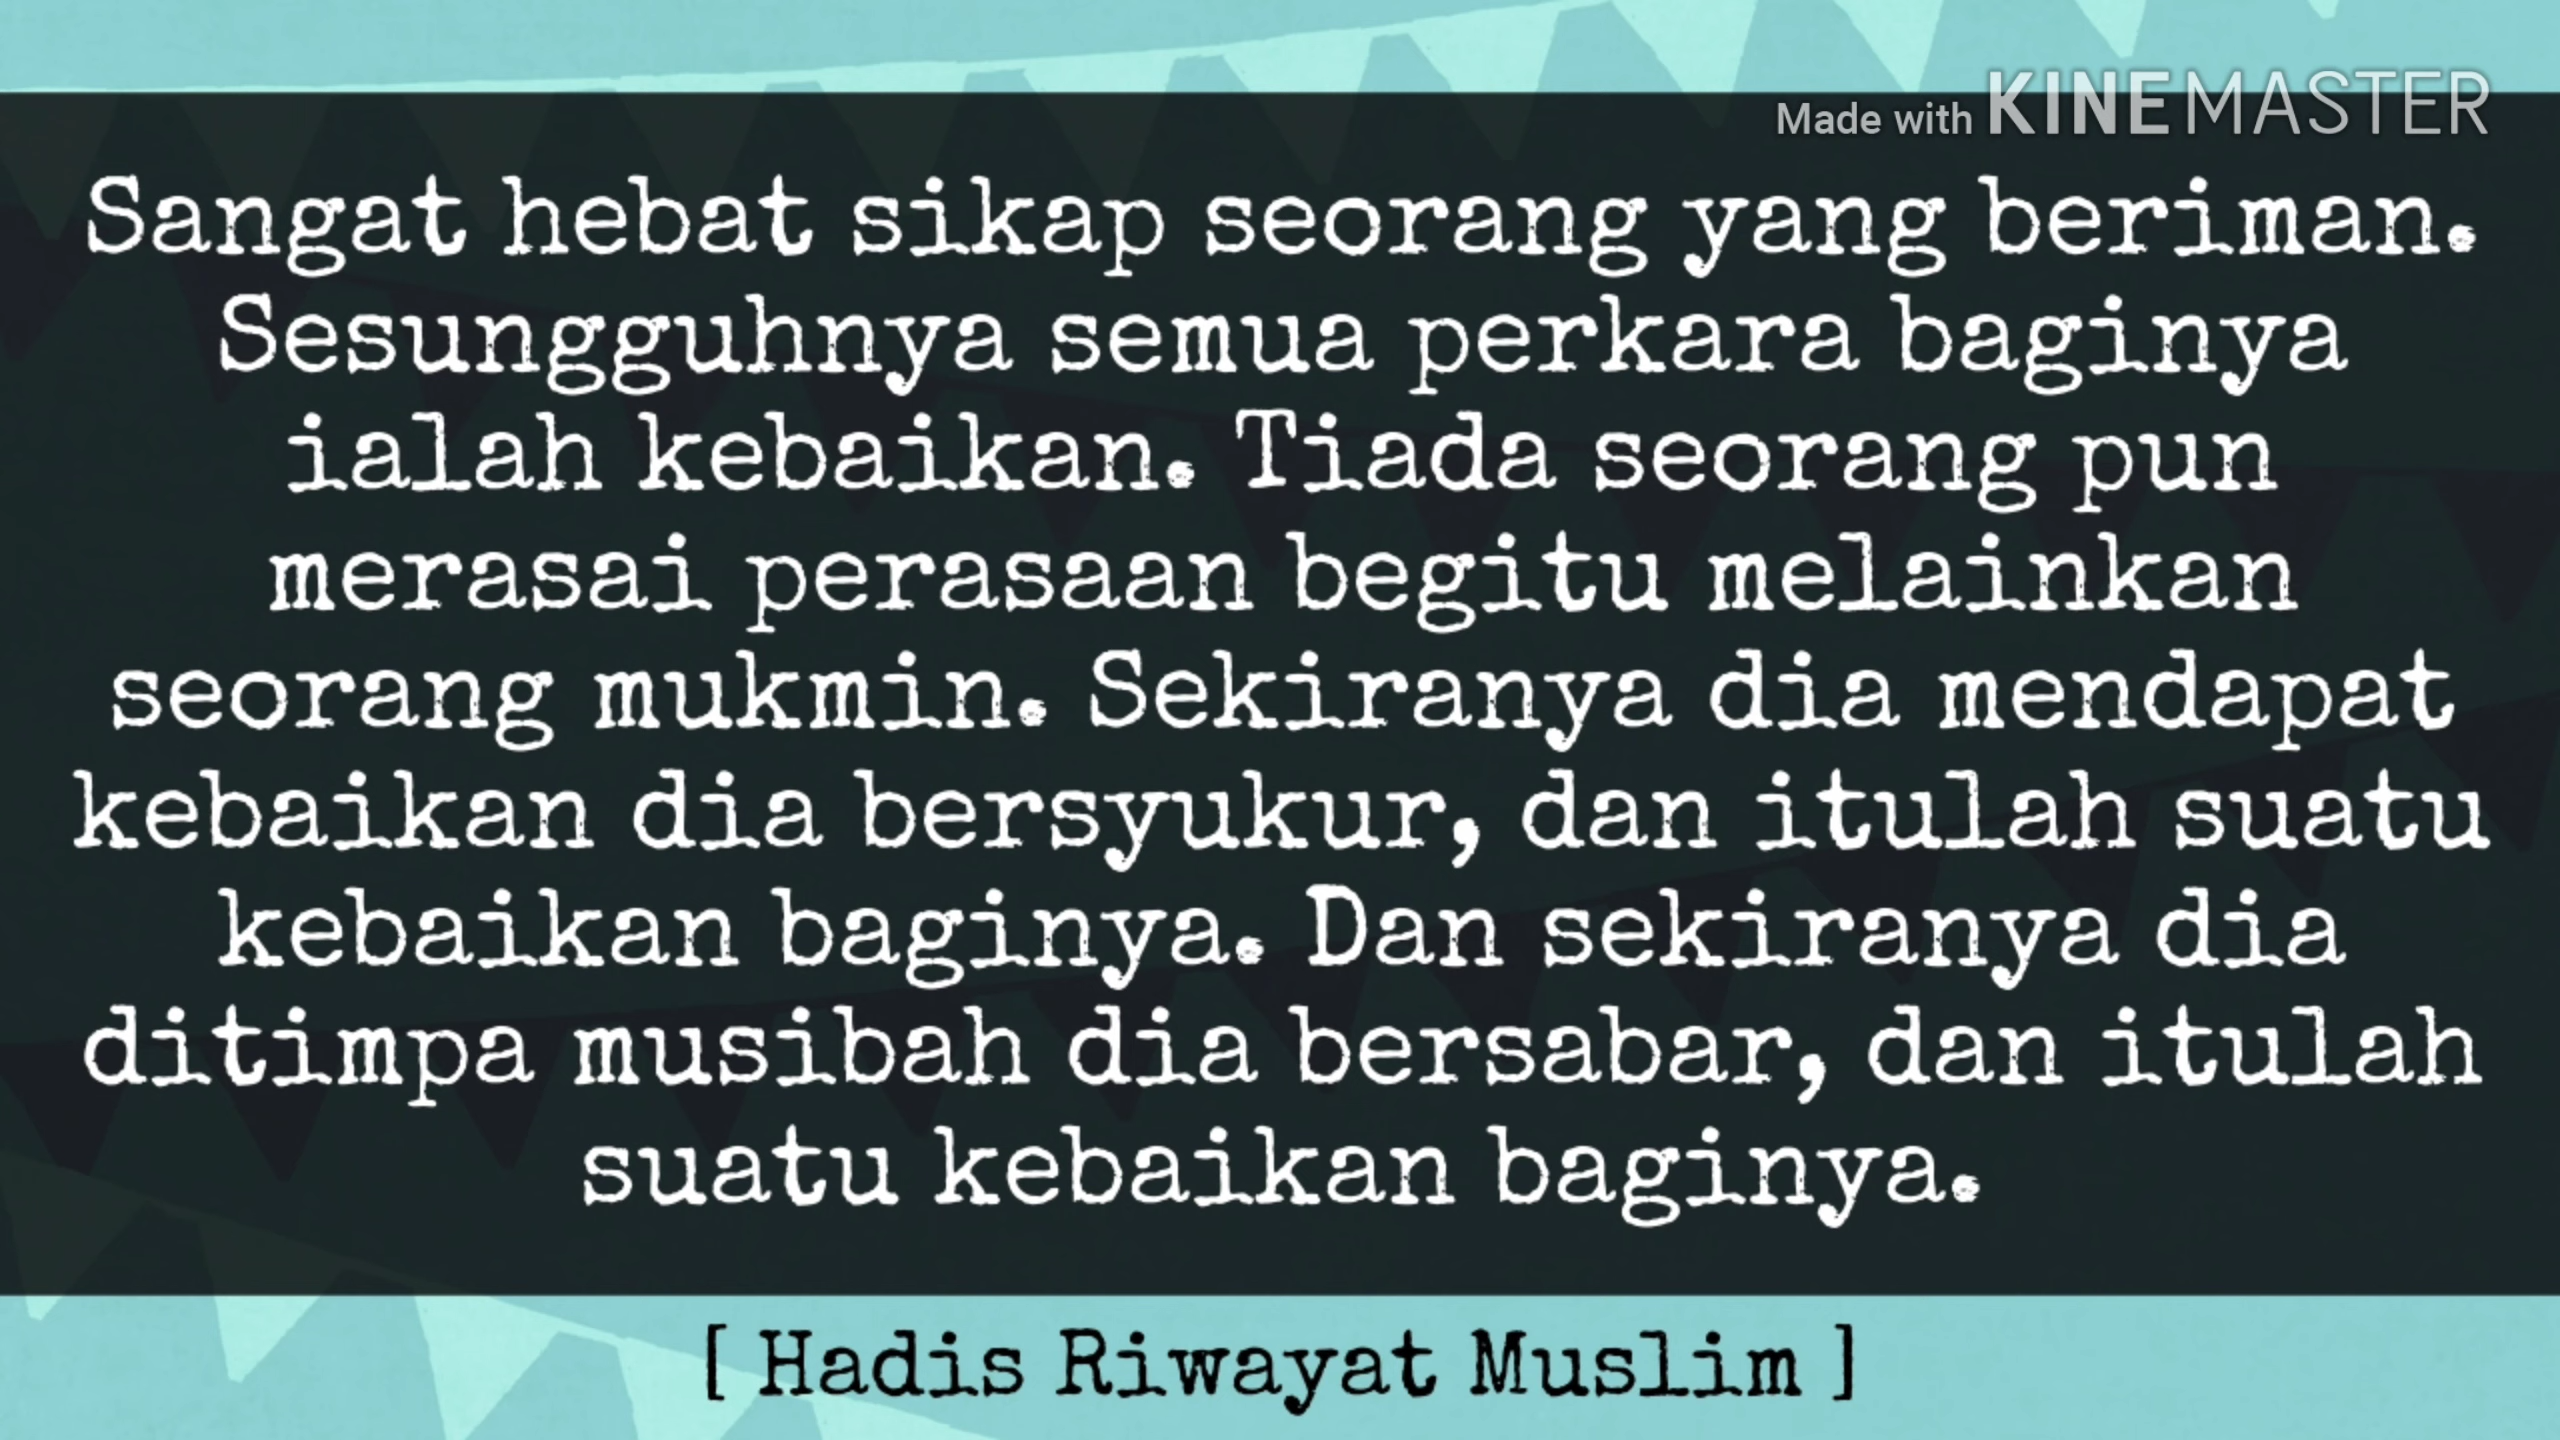 Made with KINEMASTER
Sangat hebat sikap seorang yang beriman.
Sesungguhnya semua perkara baginya
ialah kebaikan. Tiada seorang pun
merasai perasaan begitu melainkan
seorang mukmin. Sekiranya dia mendapat
kebaikan dia bersyukur, dan itulah suatu
kebaikan baginya. Dan sekiranya dia
ditimpa musibah dia bersabar, dan itulah
suatu kebaikan baginya.
[ Hadis Riwayat Muslim ]